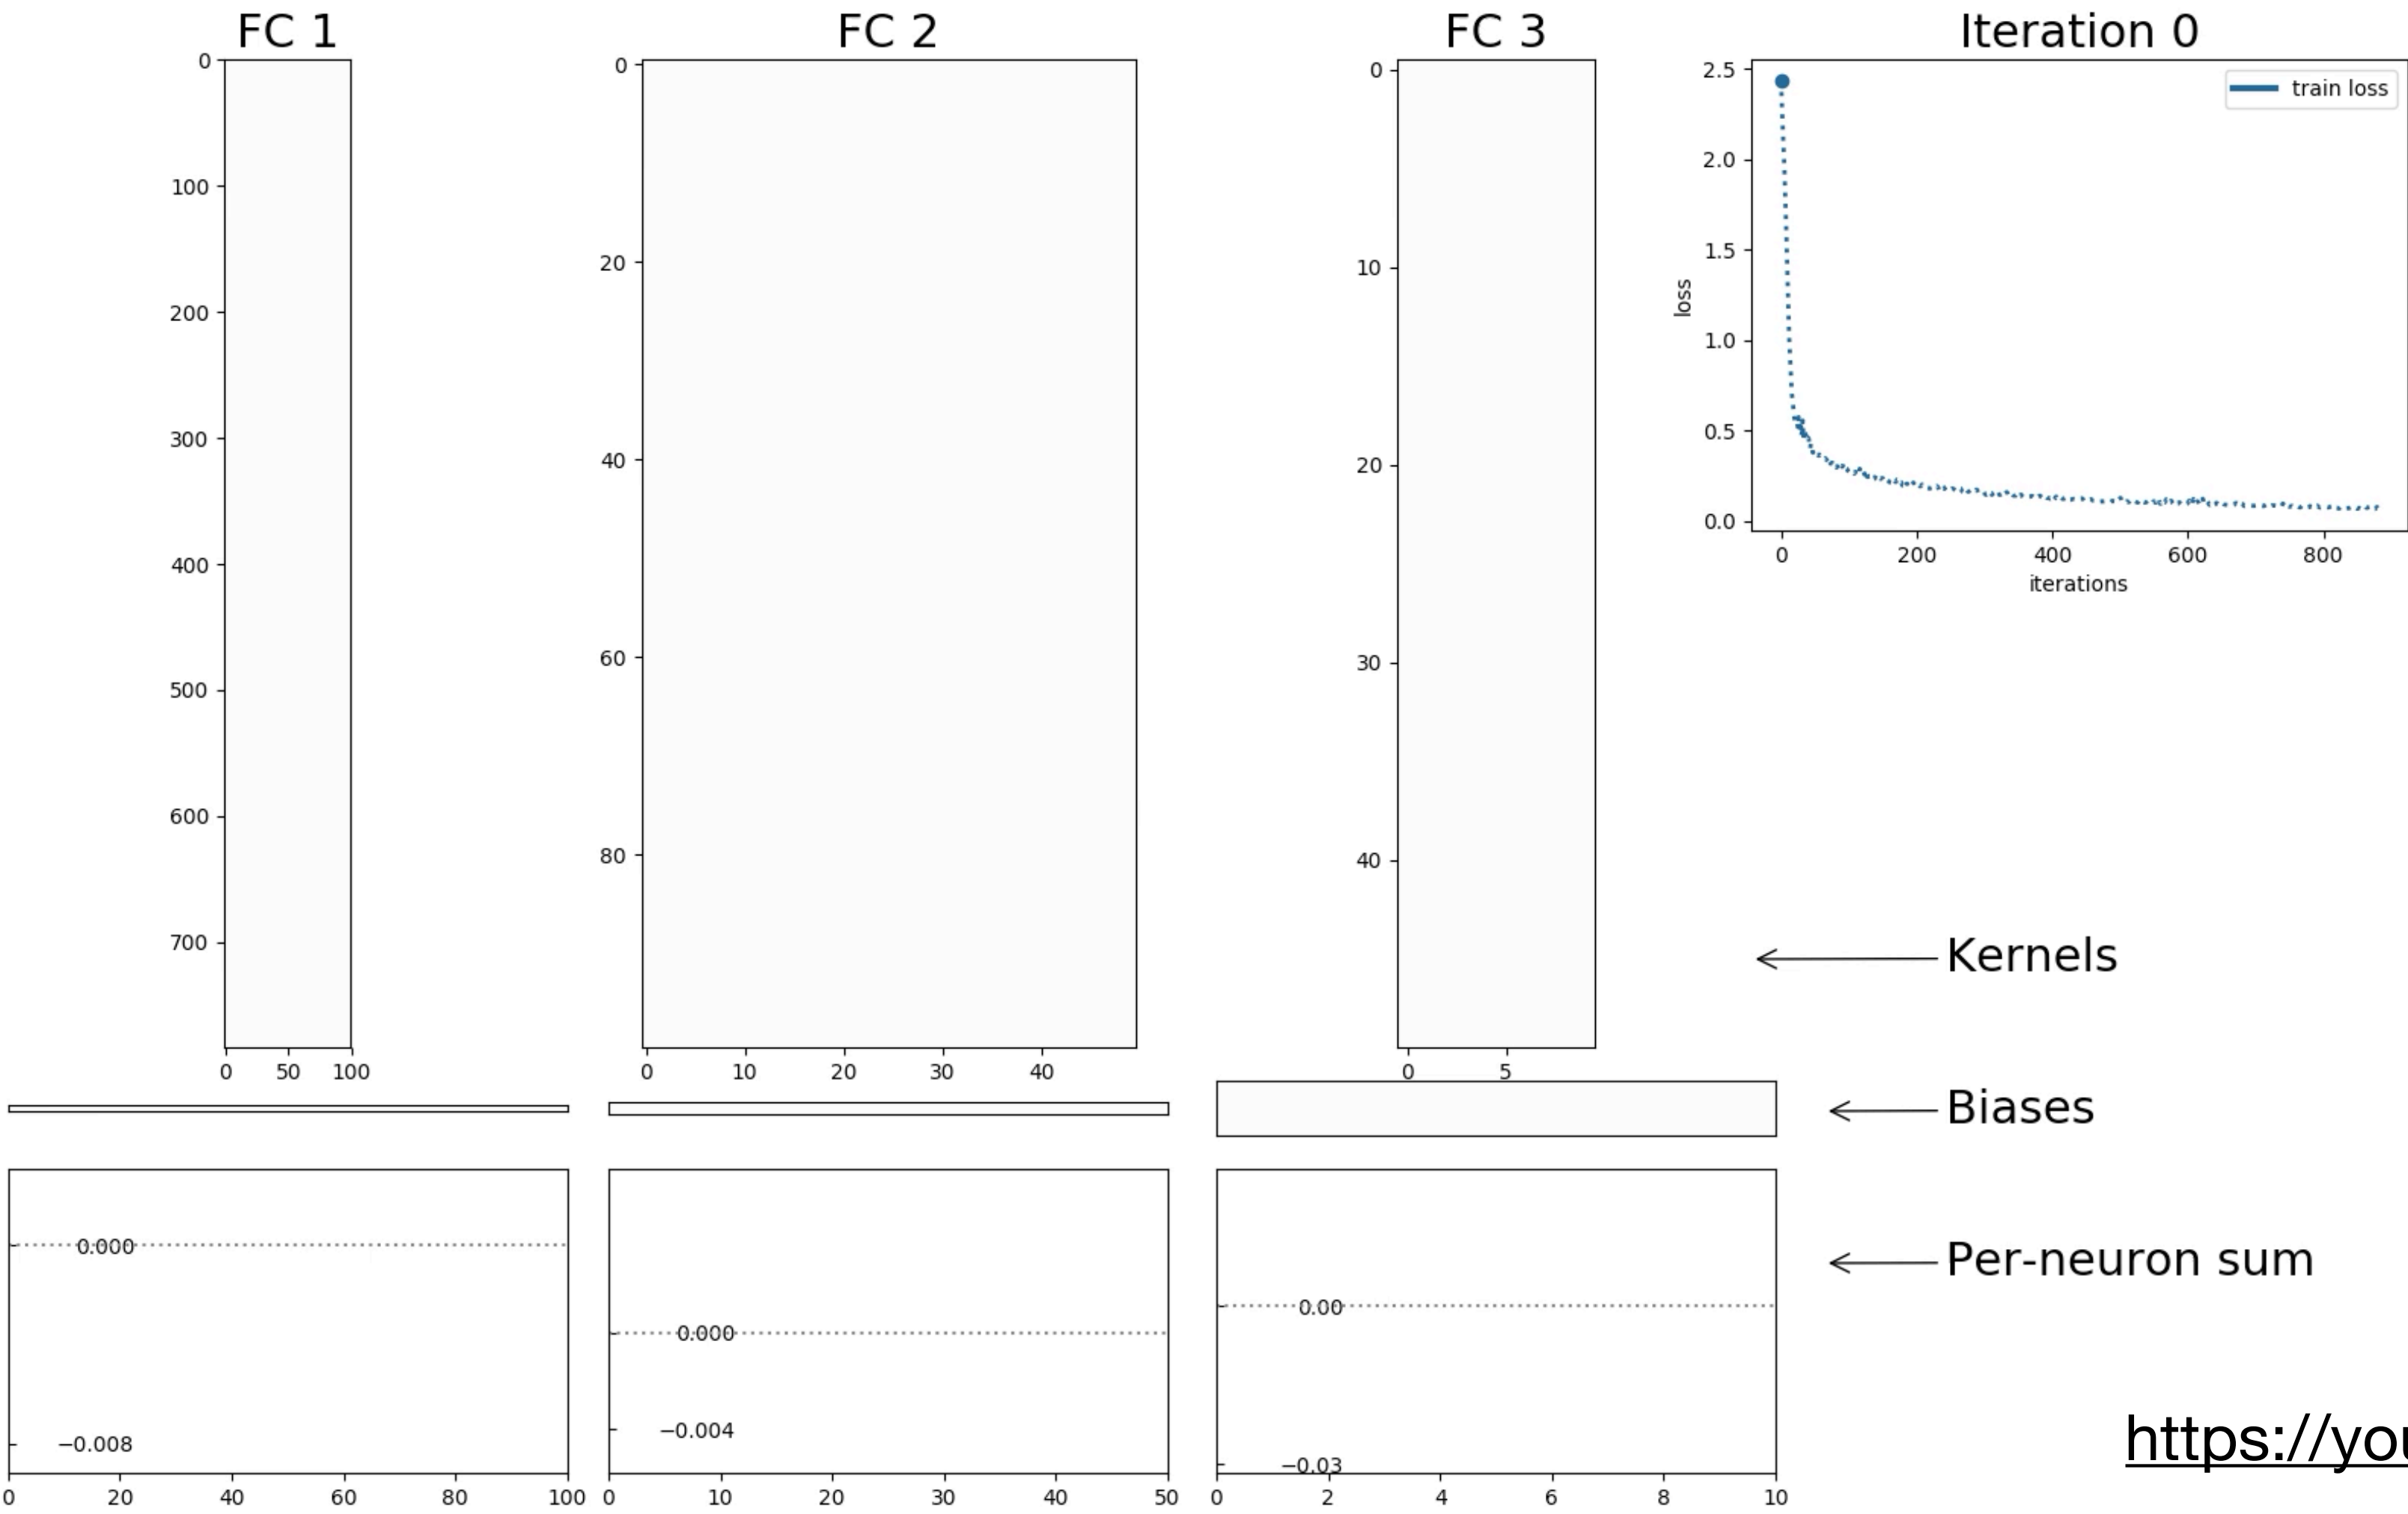 FC 1
0
100
200
300
400
500
600
700
0 50 100
FC 2
0
20
40
60
80
0 10 20 30 40
FC 3
0
10
20
30
40
0 5
Iteration 0
train loss
loss
2.5
2.0
1.5
1.0
0.5
0.0
0 200 400 600 800
iterations
Kernels
Biases
Per-neuron sum
0.000
−0.008
0 20 40 60 80 100
0.000
−0.004
0 10 20 30 40 50
0.00
−0.03
0 2 4 6 8 10
https://you